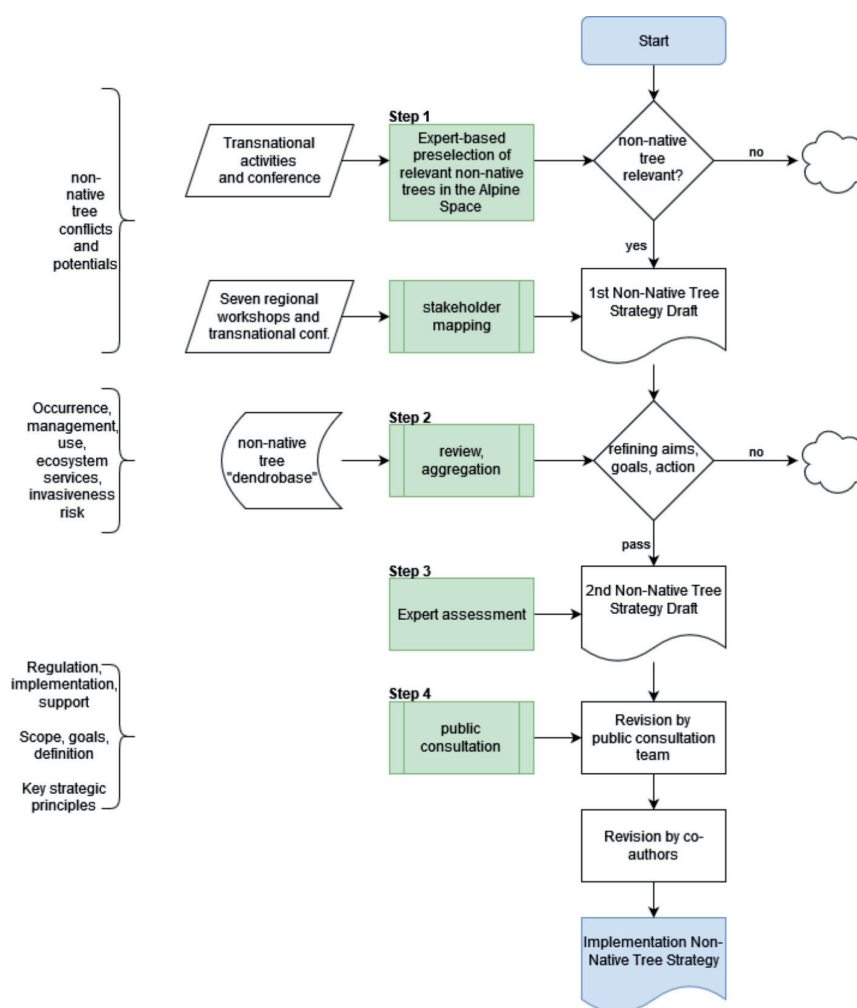 Start
Step 1
non-
native
tree
conflicts
and
potentials
Transnational
activities
and conference
Expert-based
preselection of
relevant non-native
trees in the Alpine
Space
non-native
tree
relevant?
no
yes
Seven regional
workshops and
transnational conf.
stakeholder
mapping
1st Non-Native Tree
Strategy Draft
Occurrence,
management,
use,
ecosystem
services,
invasiveness
risk
Step 2
non-native
tree
"dendrobase"
review,
aggregation
refining aims,
goals, action
no
pass
Step 3
Expert assessment
2nd Non-Native Tree
Strategy Draft
Regulation,
implementation,
support
Scope, goals,
definition
Key strategic
principles
Step 4
public
consultation
Revision by
public consultation
team
Revision by co-
authors
Implementation Non-
Native Tree Strategy